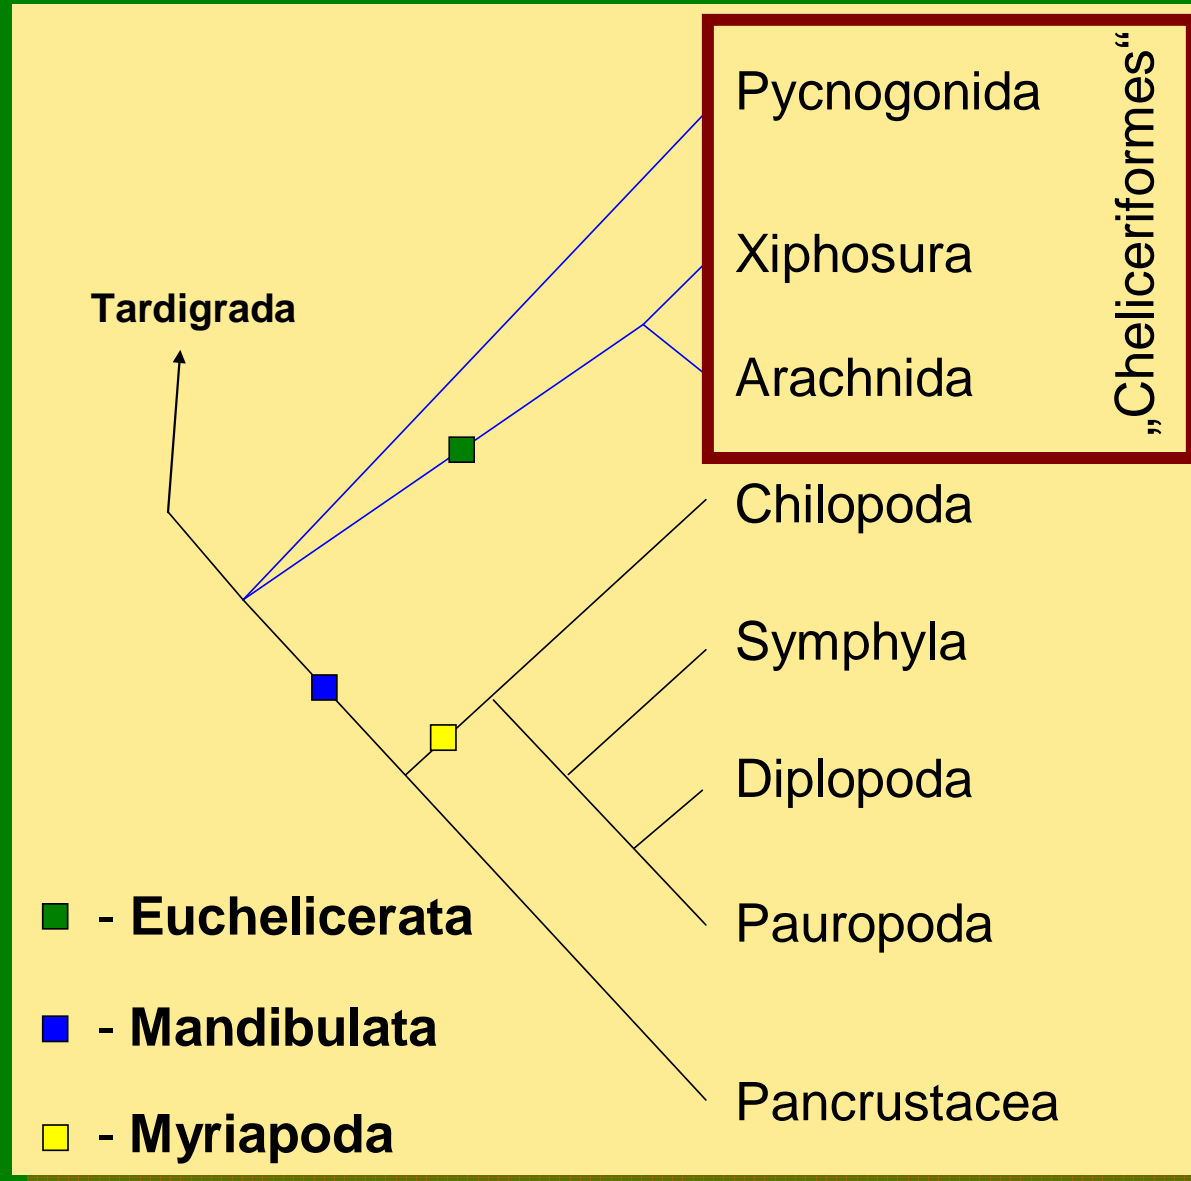 Pycnogonida
Xiphosura
Arachnida
„Cheliceriformes“
Tardigrada
Chilopoda
Symphyla
Diplopoda
Pauropoda
Pancrustacea
- Euchelicerata
- Mandibulata
- Myriapoda